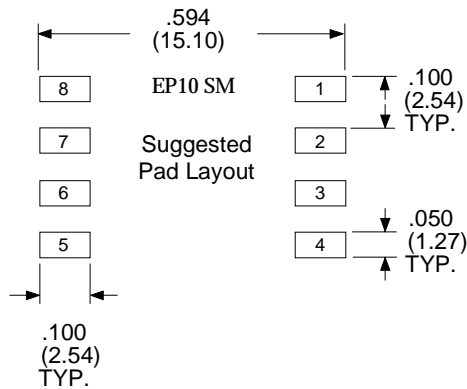 .594
(15.10)
8 EP10 SM 1
.100
(2.54)
TYP.
7 Suggested 2
Pad Layout
6 3
5 4
.050
(1.27)
TYP.
.100
(2.54)
TYP.